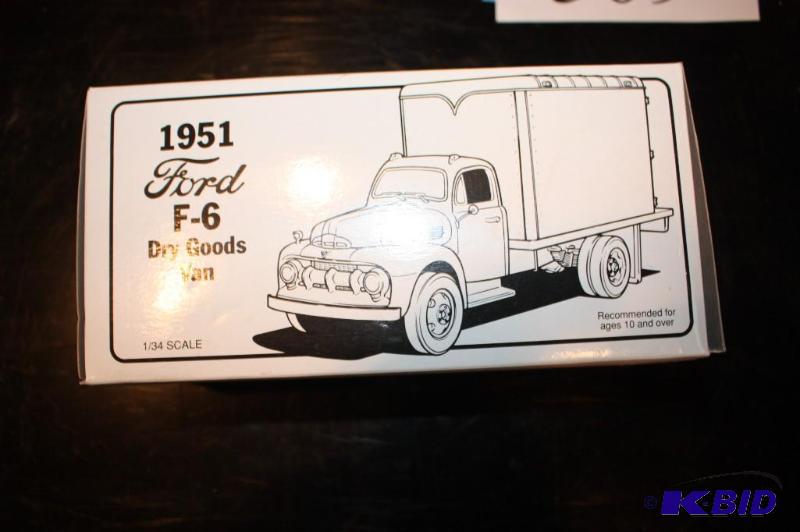 1951
Ford
F-6
Dry Goods
Van
1/34 SCALE
Recommended for
ages 10 and over
© K-BID